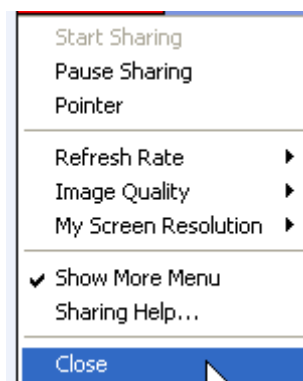 Start Sharing
Pause Sharing
Pointer
Refresh Rate
Image Quality
My Screen Resolution
Show More Menu
Sharing Help...
Close